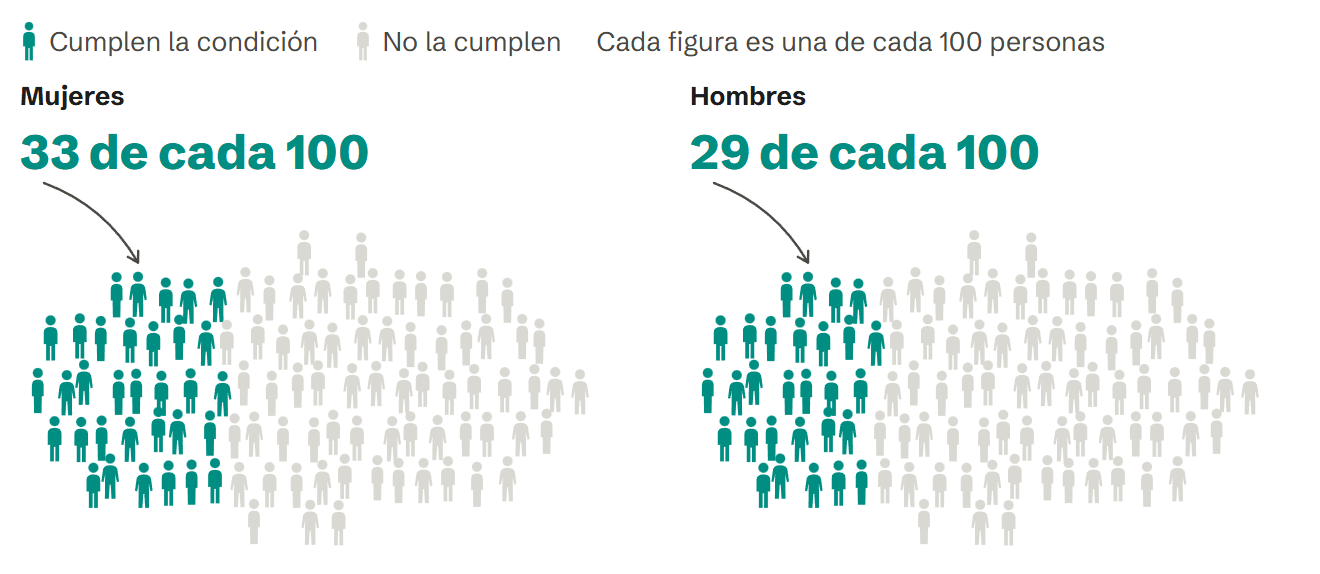 Cumplen la condición No la cumplen Cada figura es una de cada 100 personas
Mujeres
33 de cada 100
Hombres
29 de cada 100